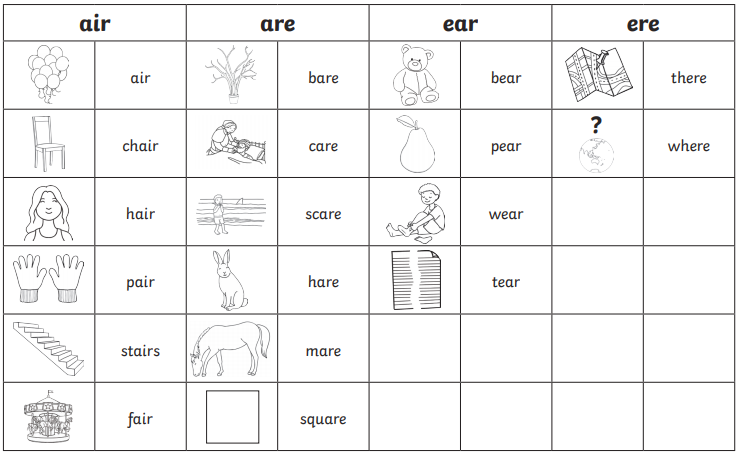 air are ear ere
air bare bear there
?
chair care pear where
hair scare wear
pair hare tear
stairs mare
fair square